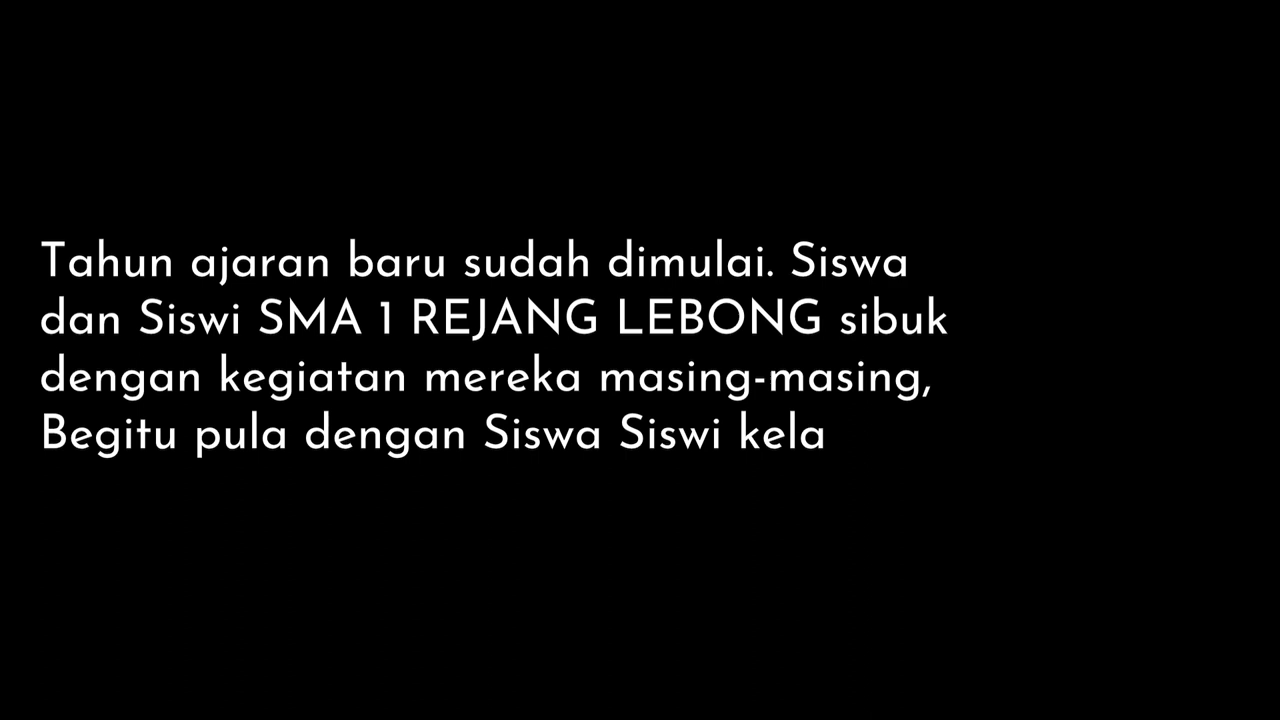 Tahun ajaran baru sudah dimulai. Siswa
dan Siswi SMA 1 REJANG LEBONG sibuk
dengan kegiatan mereka masing-masing,
Begitu pula dengan Siswa Siswi kela